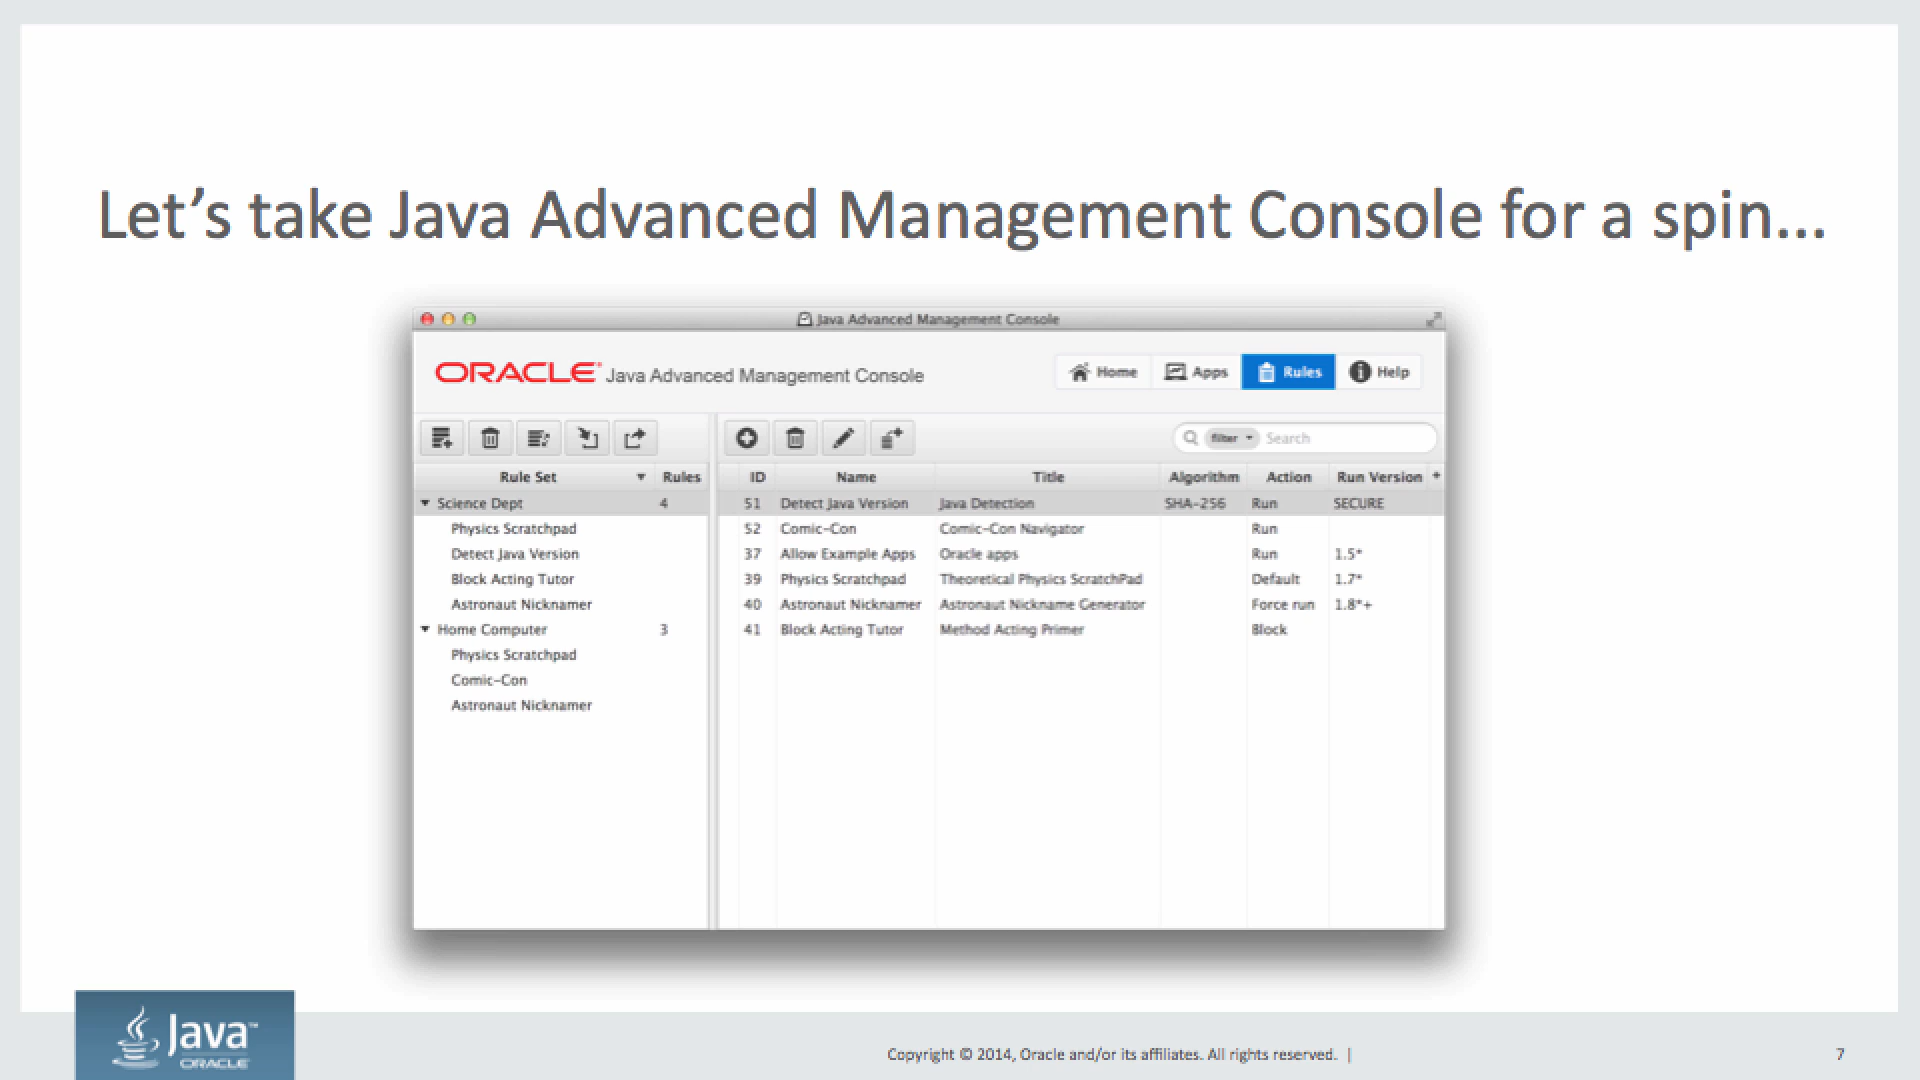 Let’s take Java Advanced Management Console for a spin...
Java Advanced Management Console
ORACLE Java Advanced Management Console
Home Apps Rules Help
filter Search
Rule Set Rules ID Name Title Algorithm Action Run Version +
Science Dept 4 51 Detect Java Version Java Detection SHA-256 Run SECURE
Physics Scratchpad 52 Comic-Con Comic-Con Navigator Run
Detect Java Version 37 Allow Example Apps Oracle apps Run 1.5*
Block Acting Tutor 39 Physics Scratchpad Theoretical Physics ScratchPad Default 1.7*
Astronaut Nicknamer 40 Astronaut Nicknamer Astronaut Nickname Generator Force run 1.8*+
Home Computer 3 41 Block Acting Tutor Method Acting Primer Block
Physics Scratchpad
Comic-Con
Astronaut Nicknamer
Java™
ORACLE
Copyright © 2014, Oracle and/or its affiliates. All rights reserved. |
7